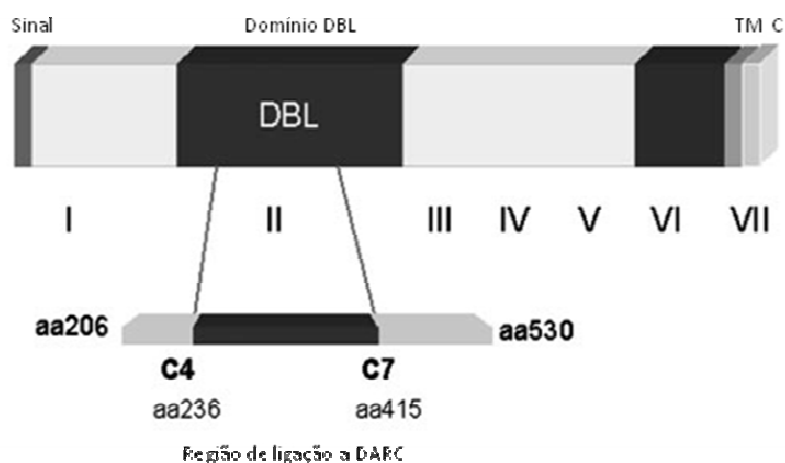 Sinal Domínio DBL TM C
DBL
I II III IV V VI VII
aa206 aa530
C4 C7
aa236 aa415
Região de ligação a DARC